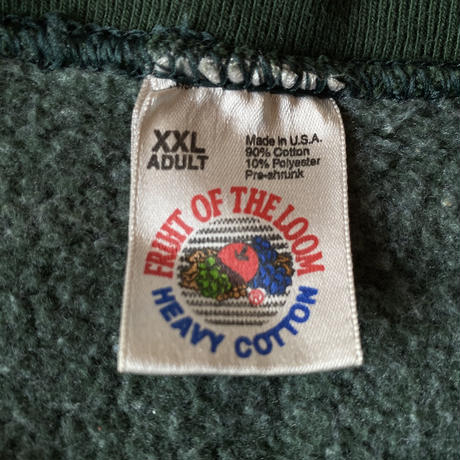 XXL
ADULT
Made in U.S.A.
90% Cotton
10% Polyester
Pre-shrunk
FRUIT OF THE LOOM
®
HEAVY COTTON